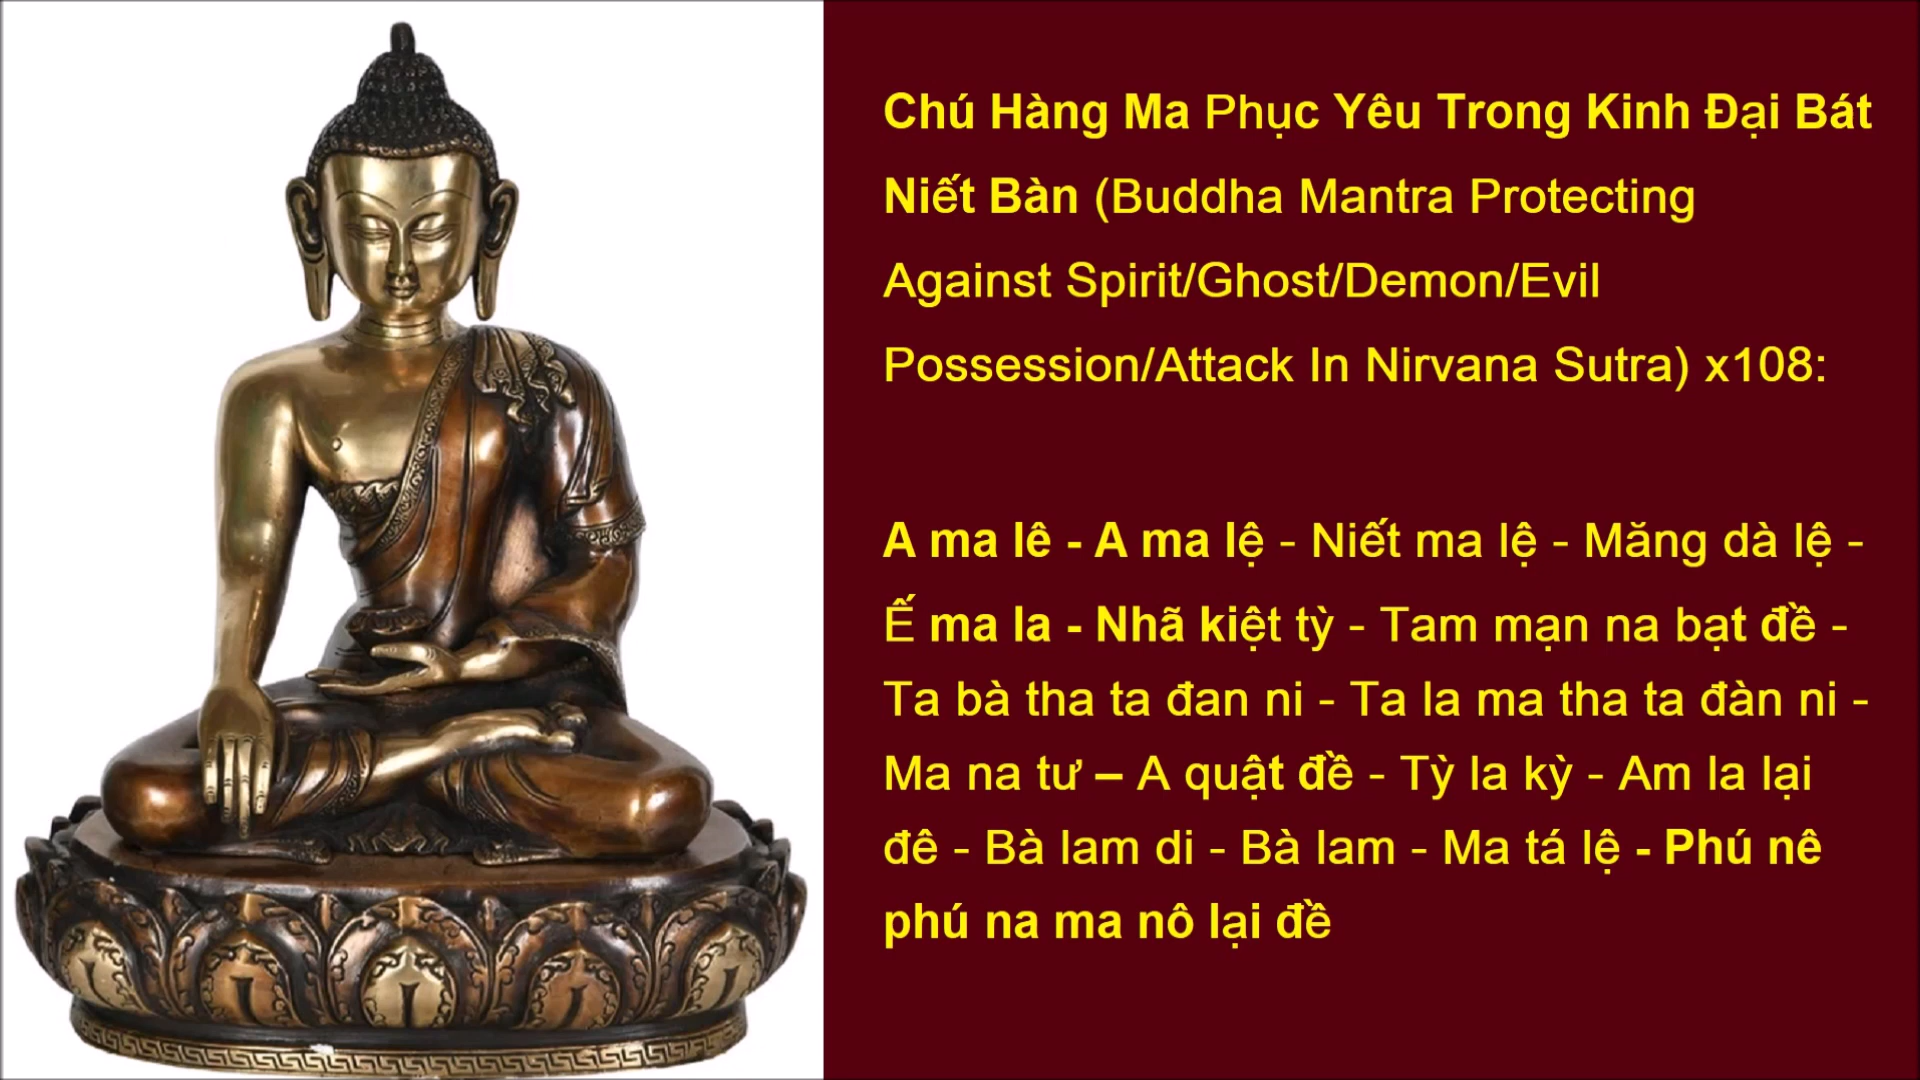 Chú Hàng Ma Phục Yêu Trong Kinh Đại Bát
Niết Bàn (Buddha Mantra Protecting
Against Spirit/Ghost/Demon/Evil
Possession/Attack In Nirvana Sutra) x108:
A ma lê - A ma lệ - Niết ma lệ - Măng dà lệ -
Ế ma la - Nhã kiệt tỳ - Tam mạn na bạt đề -
Ta bà tha ta đan ni - Ta la ma tha ta đàn ni -
Ma na tư – A quật đề - Tỳ la kỳ - Am la lại
đê - Bà lam di - Bà lam - Ma tá lệ - Phú nê
phú na ma nô lại đề